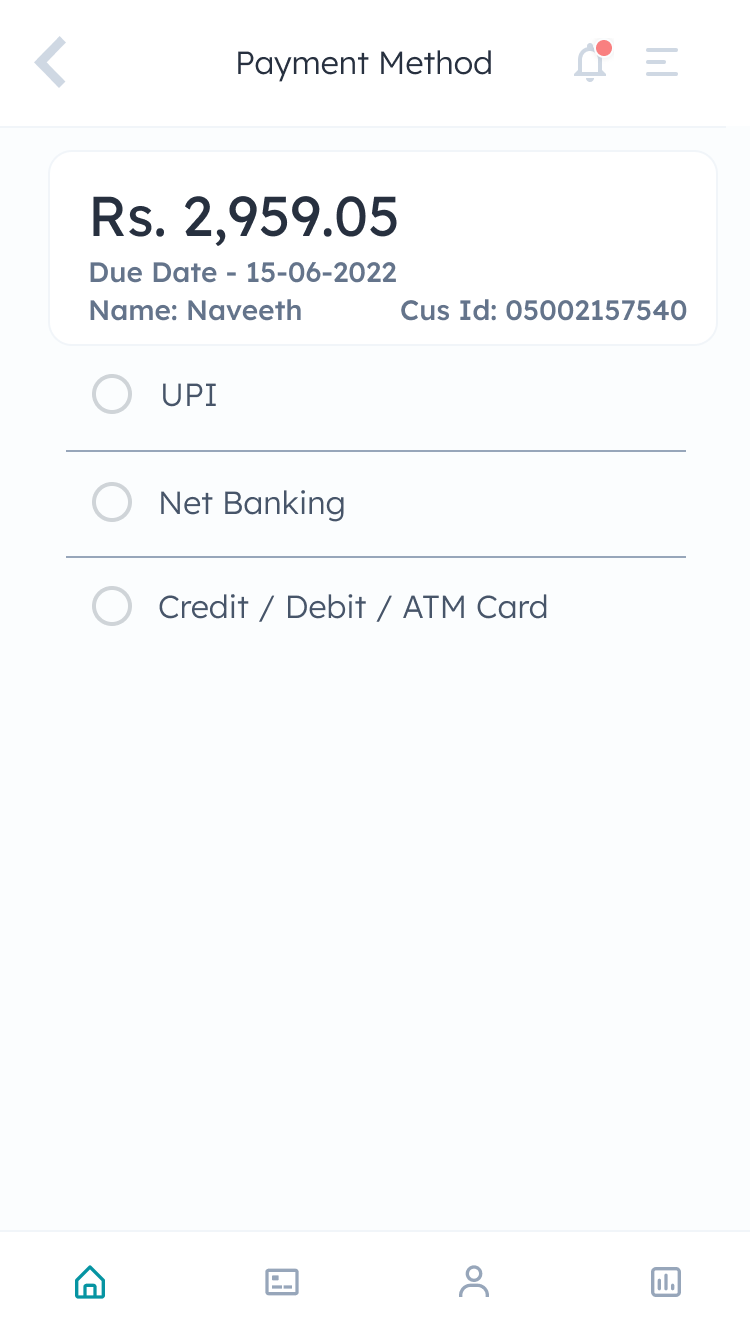 Payment Method
Rs. 2,959.05
Due Date - 15-06-2022
Name: Naveeth Cus Id: 05002157540
UPI
Net Banking
Credit / Debit / ATM Card